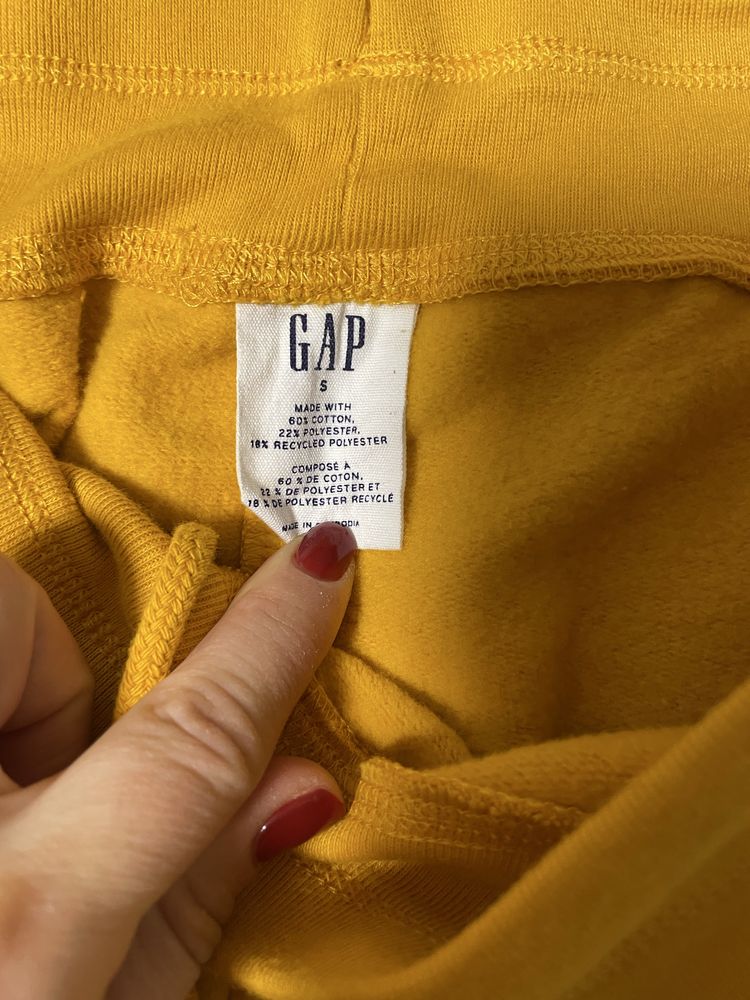 GAP
S
MADE WITH
60% COTTON,
22% POLYESTER,
18% RECYCLED POLYESTER
COMPOSÉ À
60 % DE COTON,
22 % DE POLYESTER ET
18 % DE POLYESTER RECYCLÉ
MADE IN